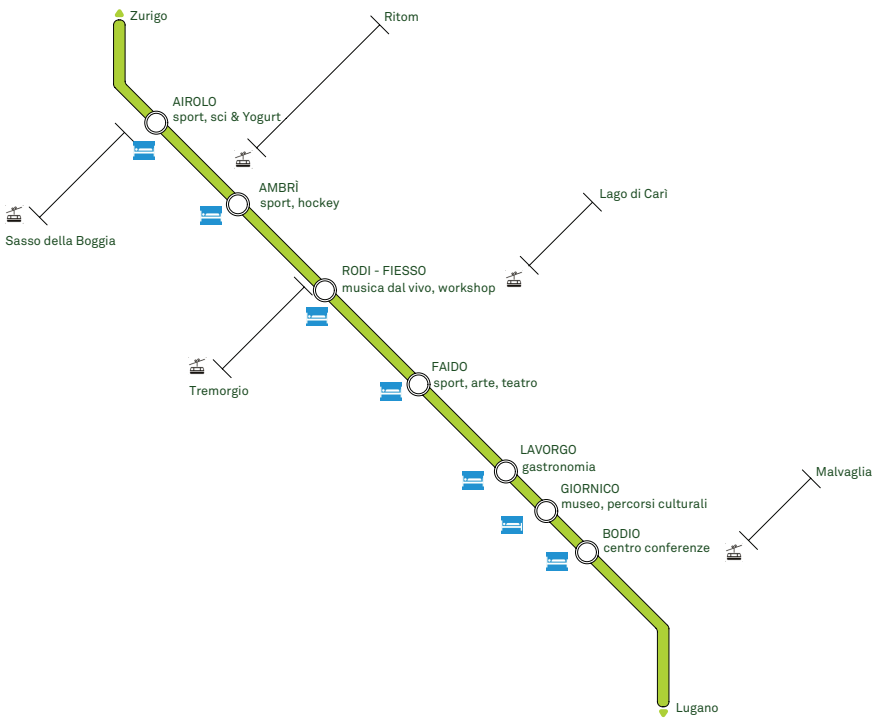 Zurigo
Ritom
AIROLO
sport, sci & Yogurt
AMBRÌ
sport, hockey
Lago di Carì
Sasso della Boggia
RODI - FIESSO
musica dal vivo, workshop
FAIDO
sport, arte, teatro
Tremorgio
LAVORGO
gastronomia
Malvaglia
GIORNICO
museo, percorsi culturali
BODIO
centro conferenze
Lugano